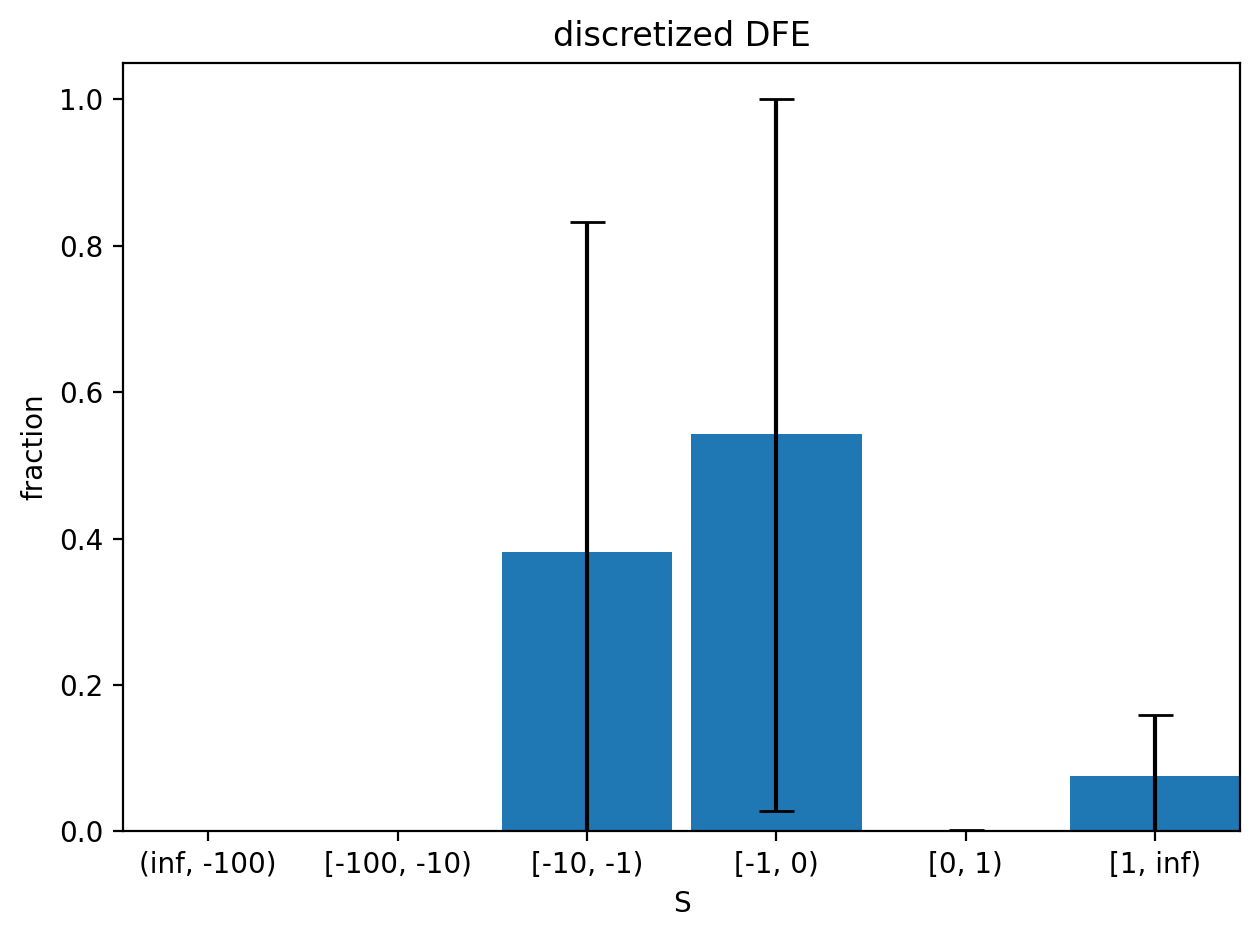 discretized DFE
1.0
0.8
0.6
0.4
0.2
0.0
fraction
(inf, -100)
[-100, -10)
[-10, -1)
[-1, 0)
[0, 1)
[1, inf)
S